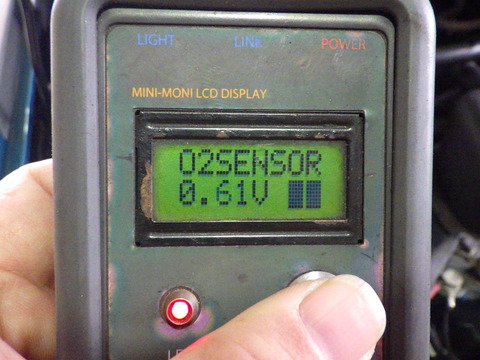 LIGHT LINK POWER
MINI-MONI LCD DISPLAY
O2SENSOR
0.61V